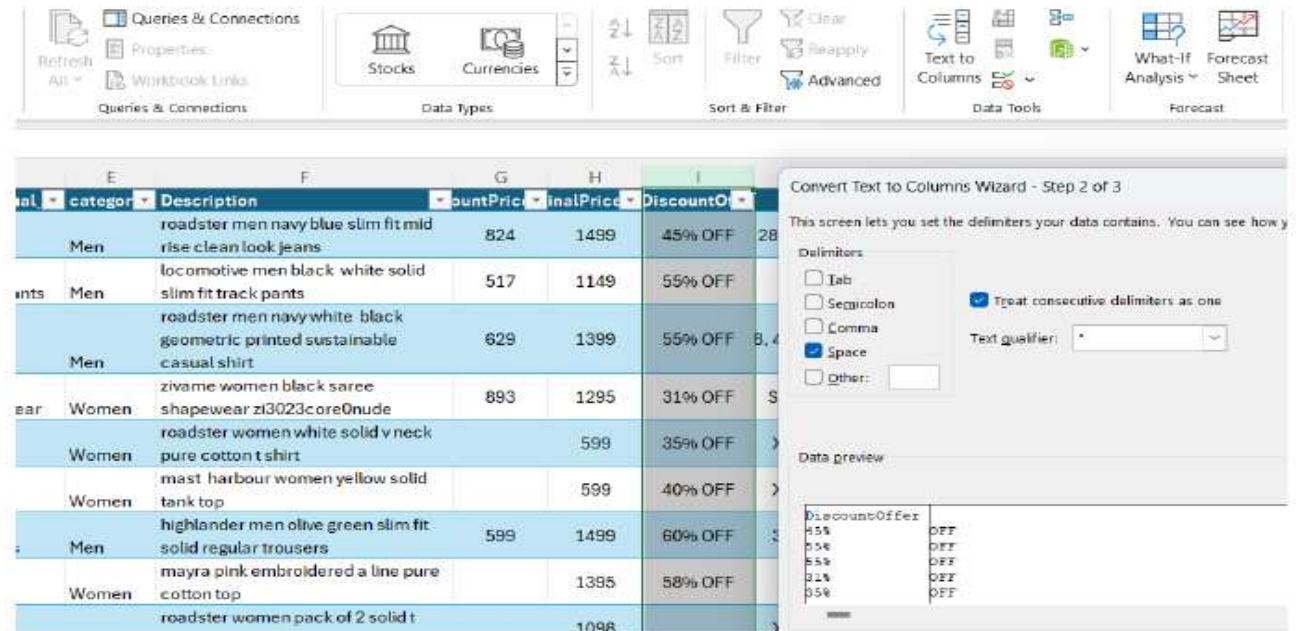 Queries & Connections
Properties
Workbook Links
Refresh
All
Queries & Connections
Stocks
Currencies
Data Types
Sort
Filter
Clear
Reapply
Advanced
Sort & Filter
Text to
Columns
Data Tools
What-If
Analysis
Forecast
Sheet
Forecast
E F G H I
categor Description ountPrice inalPrice DiscountO
Men roadster men navy blue slim fit mid
rise clean look jeans 824 1499 45% OFF 28
ants Men locomotive men black white solid
slim fit track pants 517 1149 55% OFF
Men roadster men navy white black
geometric printed sustainable
casual shirt 629 1399 55% OFF
ear Women zivame women black saree
shapewear zi3023core0nude 893 1295 31% OFF S
Women roadster women white solid v neck
pure cotton t shirt 599 35% OFF
Women mast harbour women yellow solid
tank top 599 40% OFF
Men highlander men olive green slim fit
solid regular trousers 599 1499 60% OFF
Women mayra pink embroidered a line pure
cotton top 1395 58% OFF
roadster women pack of 2 solid t
1098
Convert Text to Columns Wizard - Step 2 of 3
This screen lets you set the delimiters your data contains. You can see how y
Delimiters
Tab
Semicolon
Comma
Space
Other:
Treat consecutive delimiters as one
Text qualifier: "
Data preview
DiscountOffer
45% OFF
55% OFF
55% OFF
31% OFF
35% OFF